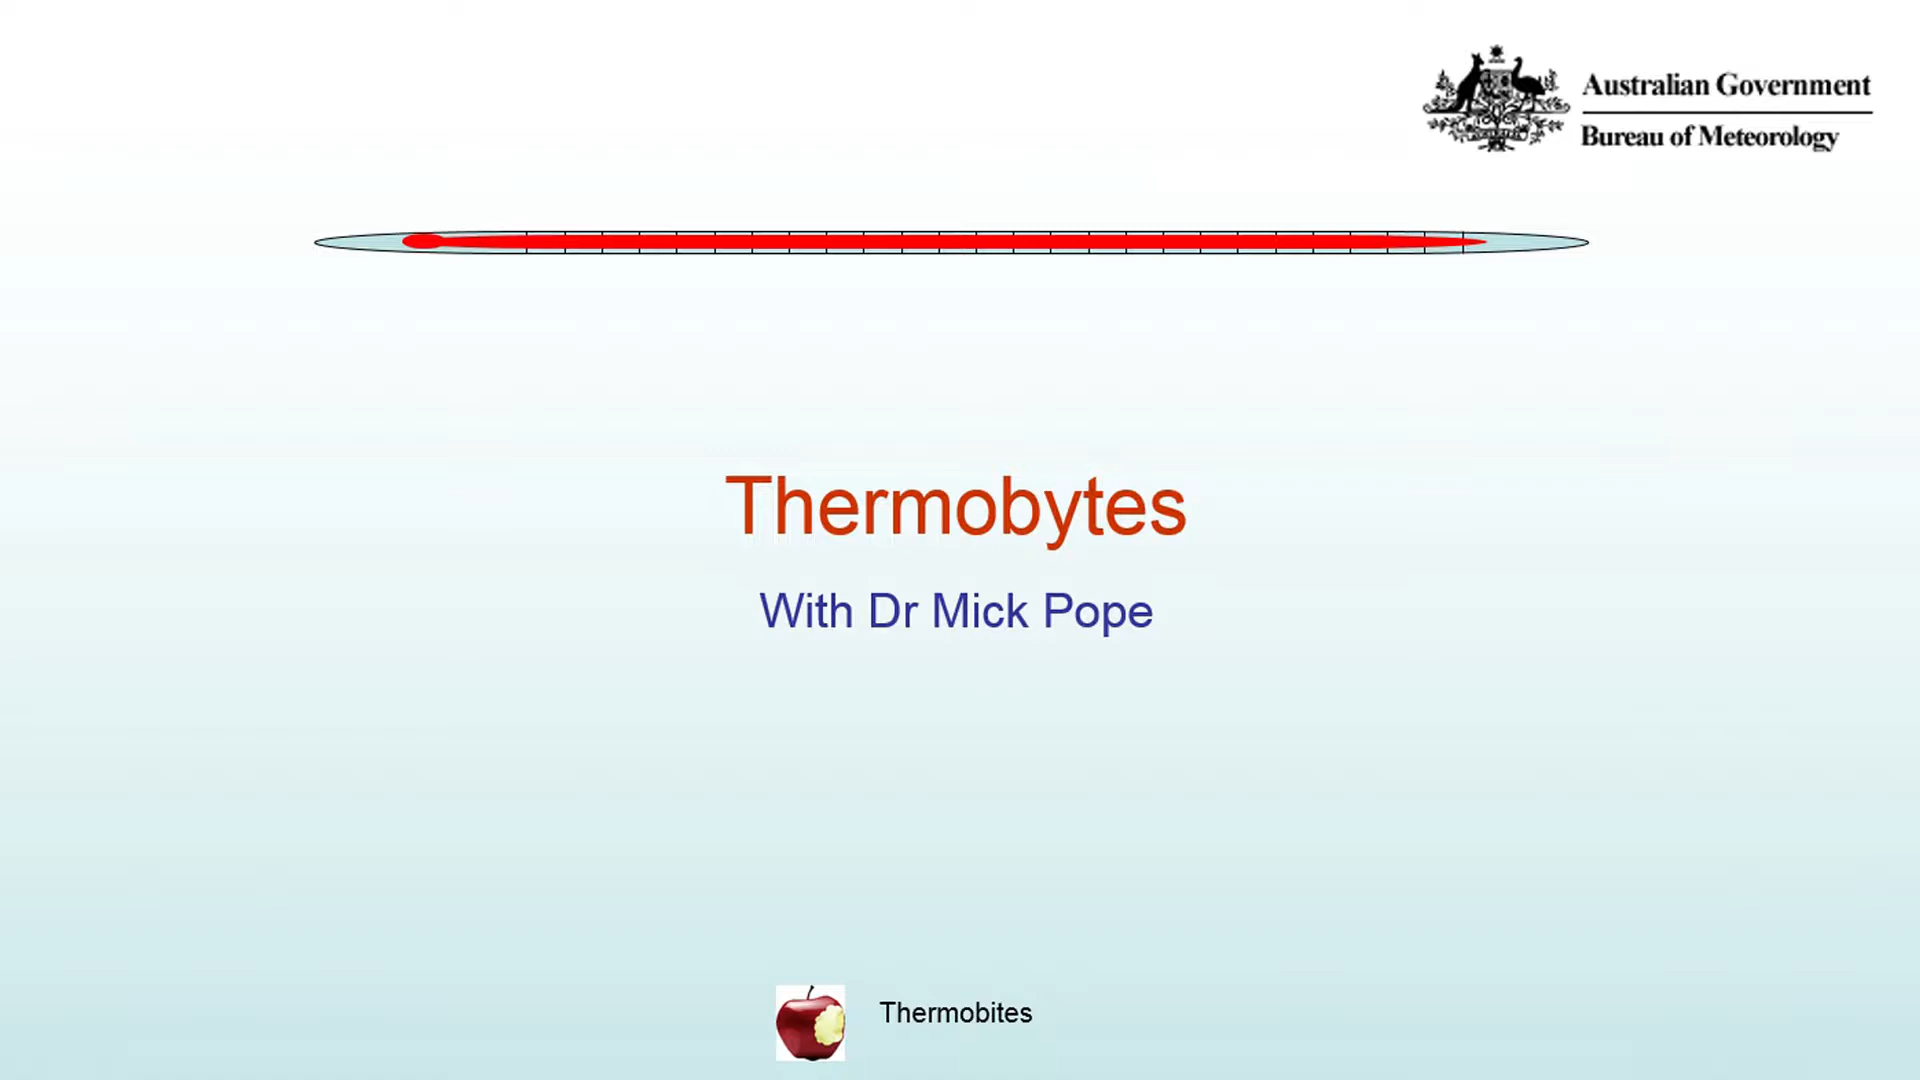 Australian Government
Bureau of Meteorology
Thermobytes
With Dr Mick Pope
Thermobites